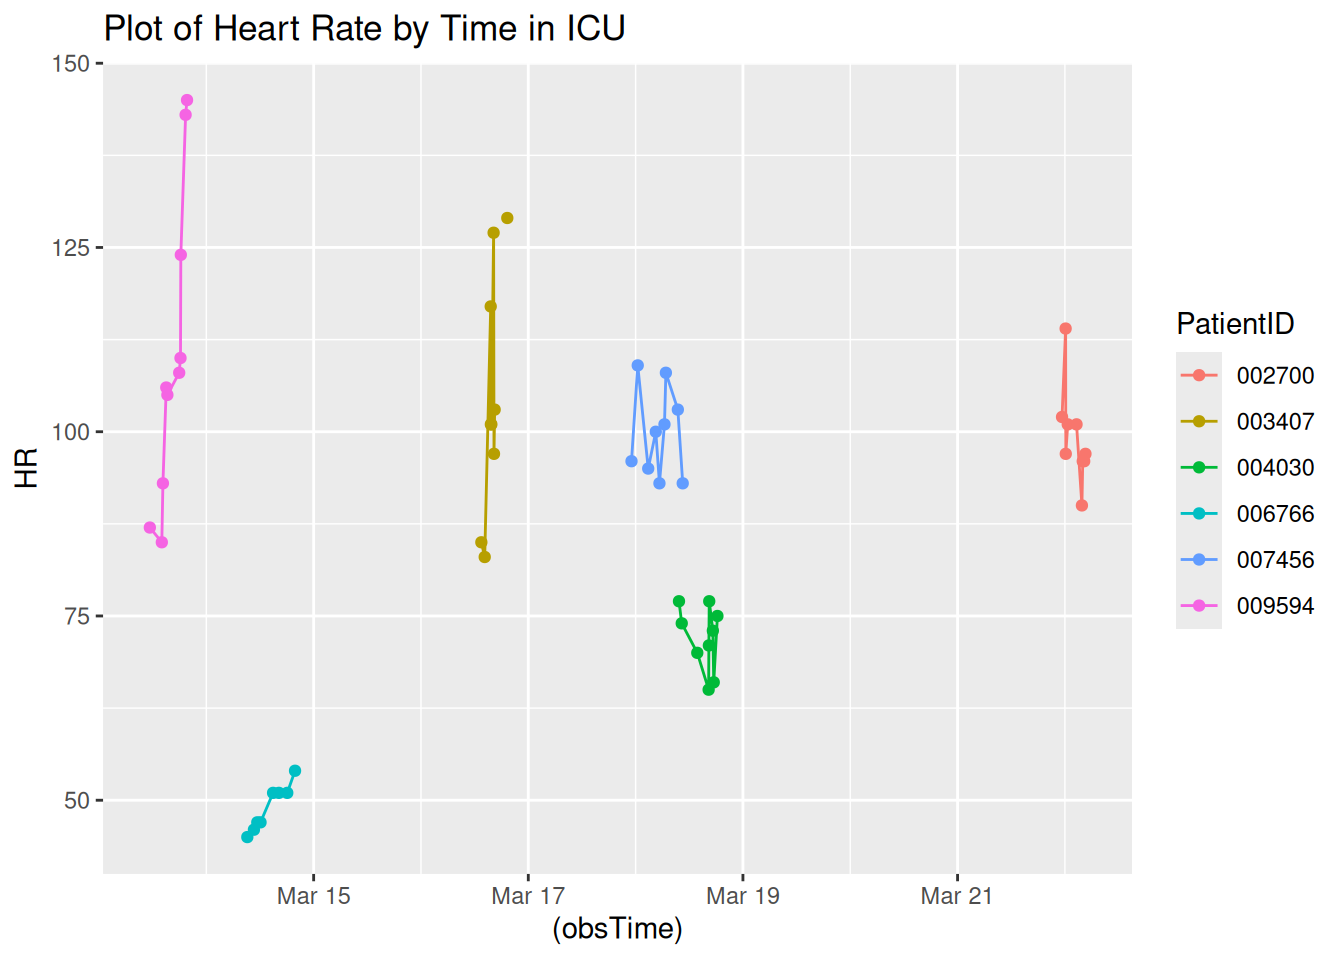 Plot of Heart Rate by Time in ICU
150
125
100
75
50
HR
Mar 15
Mar 17
Mar 19
Mar 21
(obsTime)
PatientID
002700
003407
004030
006766
007456
009594